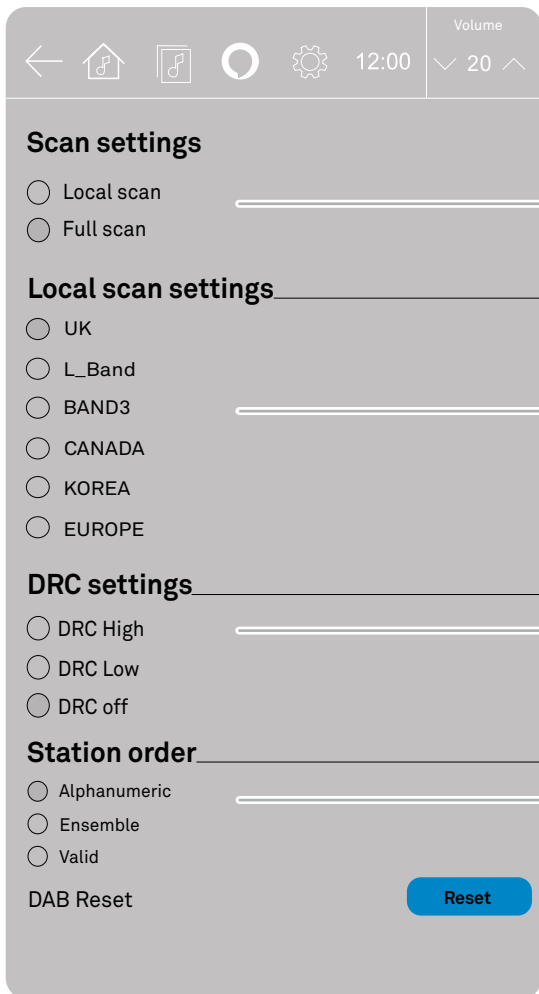 Volume
12:00
20
Scan settings
Local scan
Full scan
Local scan settings
UK
L_Band
BAND3
CANADA
KOREA
EUROPE
DRC settings
DRC High
DRC Low
DRC off
Station order
Alphanumeric
Ensemble
Valid
DAB Reset
Reset